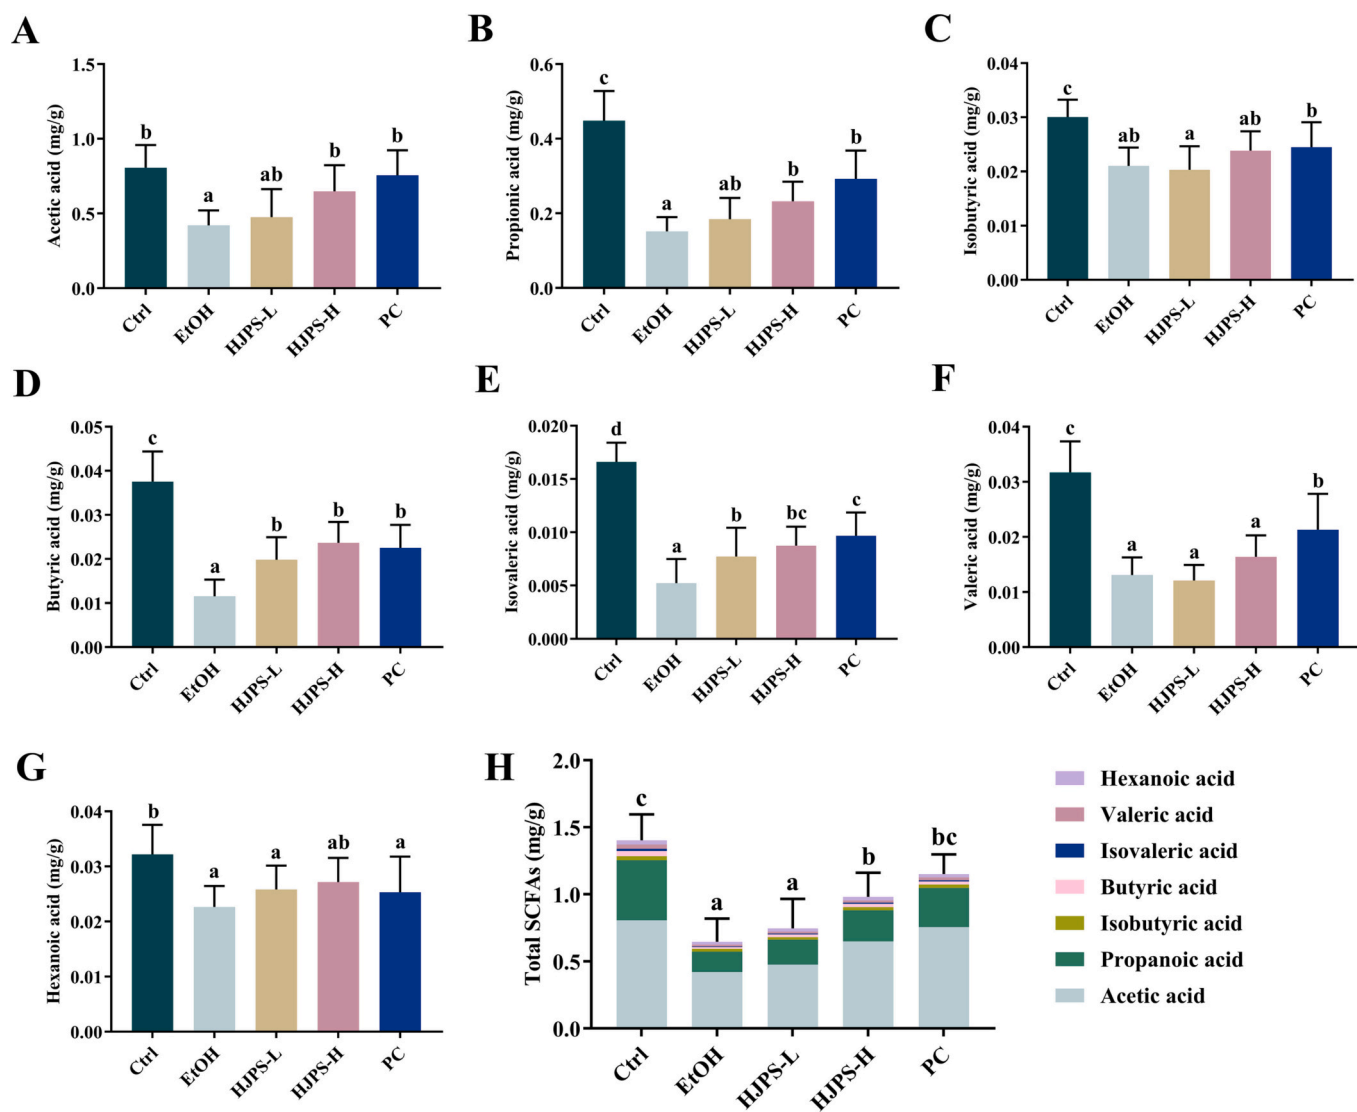 A
Acetic acid (mg/g)
1.5
1.0
0.5
0.0
b
a
ab
b
b
Ctrl
EtOH
HJPS-L
HJPS-H
PC
B
Propionic acid (mg/g)
0.6
0.4
0.2
0.0
c
a
ab
b
b
Ctrl
EtOH
HJPS-L
HJPS-H
PC
C
Isobutyric acid (mg/g)
0.04
0.03
0.02
0.01
0.00
c
ab
a
ab
b
Ctrl
EtOH
HJPS-L
HJPS-H
PC
D
Butyric acid (mg/g)
0.05
0.04
0.03
0.02
0.01
0.00
c
a
b
b
b
Ctrl
EtOH
HJPS-L
HJPS-H
PC
E
Isovaleric acid (mg/g)
0.020
0.015
0.010
0.005
0.000
d
a
b
bc
c
Ctrl
EtOH
HJPS-L
HJPS-H
PC
F
Valeric acid (mg/g)
0.04
0.03
0.02
0.01
0.00
c
a
a
a
b
Ctrl
EtOH
HJPS-L
HJPS-H
PC
G
Hexanoic acid (mg/g)
0.04
0.03
0.02
0.01
0.00
b
a
a
ab
a
Ctrl
EtOH
HJPS-L
HJPS-H
PC
H
Total SCFAs (mg/g)
2.0
1.5
1.0
0.5
0.0
c
a
a
b
bc
Ctrl
EtOH
HJPS-L
HJPS-H
PC
Hexanoic acid
Valeric acid
Isovaleric acid
Butyric acid
Isobutyric acid
Propanoic acid
Acetic acid